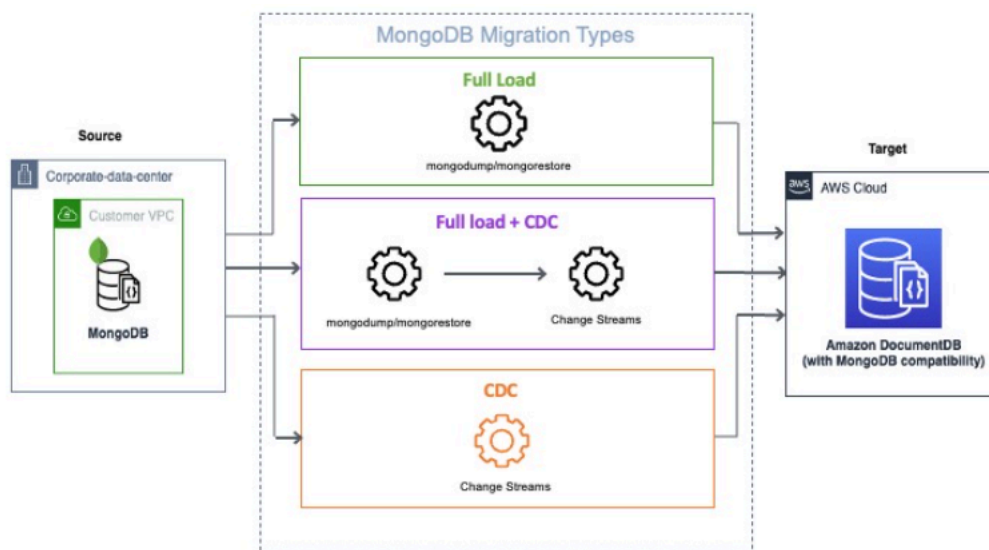 MongoDB Migration Types
Full Load
mongodump/mongorestore
Source
Corporate-data-center
Customer VPC
MongoDB
Full load + CDC
mongodump/mongorestore
Change Streams
CDC
Change Streams
Target
aws
AWS Cloud
Amazon DocumentDB
(with MongoDB compatibility)